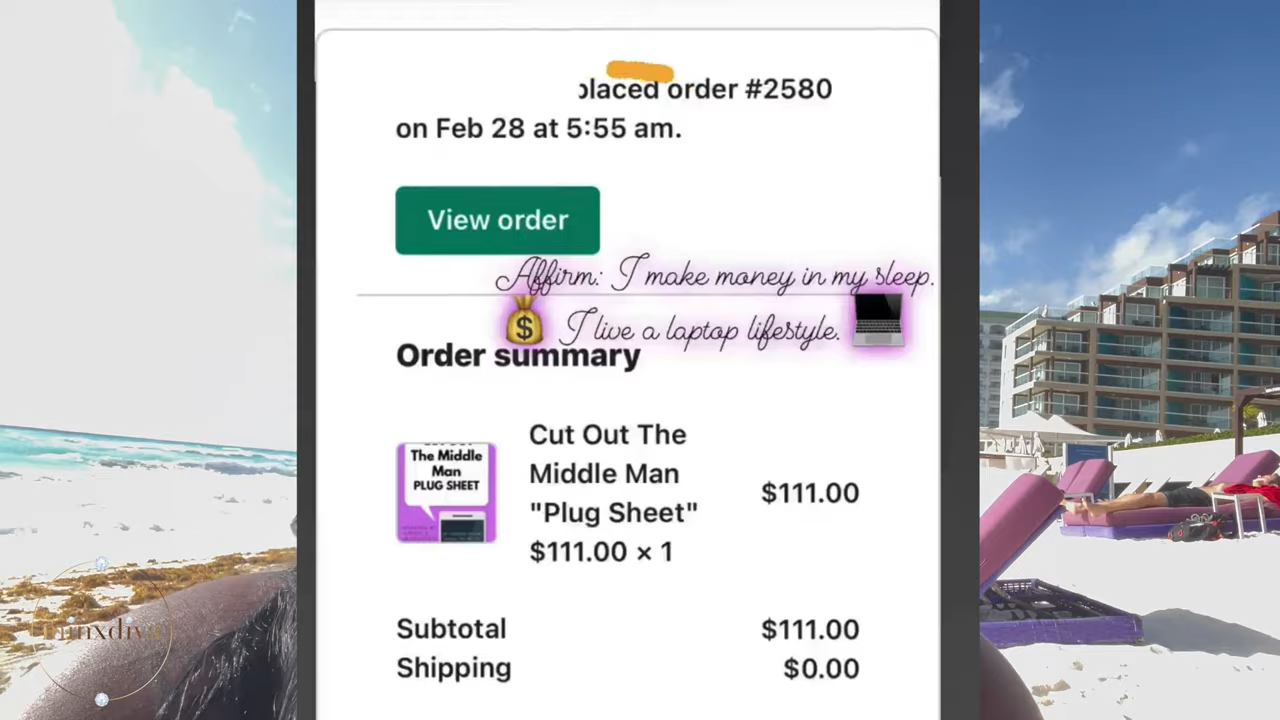 placed order #2580
on Feb 28 at 5:55 am.
View order
Affirm: I make money in my sleep.
I live a laptop lifestyle.
Order summary
Cut Out The
Middle Man
"Plug Sheet"
$111.00 × 1
$111.00
The Middle
Man
PLUG SHEET
Subtotal
$111.00
Shipping
$0.00